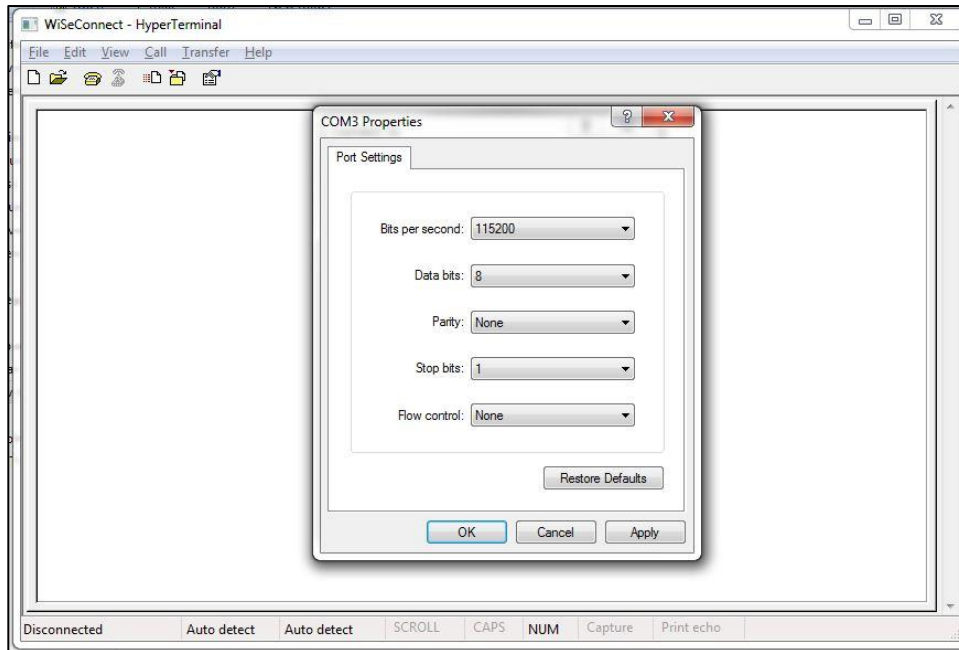 WiSeConnect - HyperTerminal
File Edit View Call Transfer Help
COM3 Properties
Port Settings
Bits per second: 115200
Data bits: 8
Parity: None
Stop bits: 1
Flow control: None
Restore Defaults
OK Cancel Apply
Disconnected Auto detect Auto detect SCROLL CAPS NUM Capture Print echo